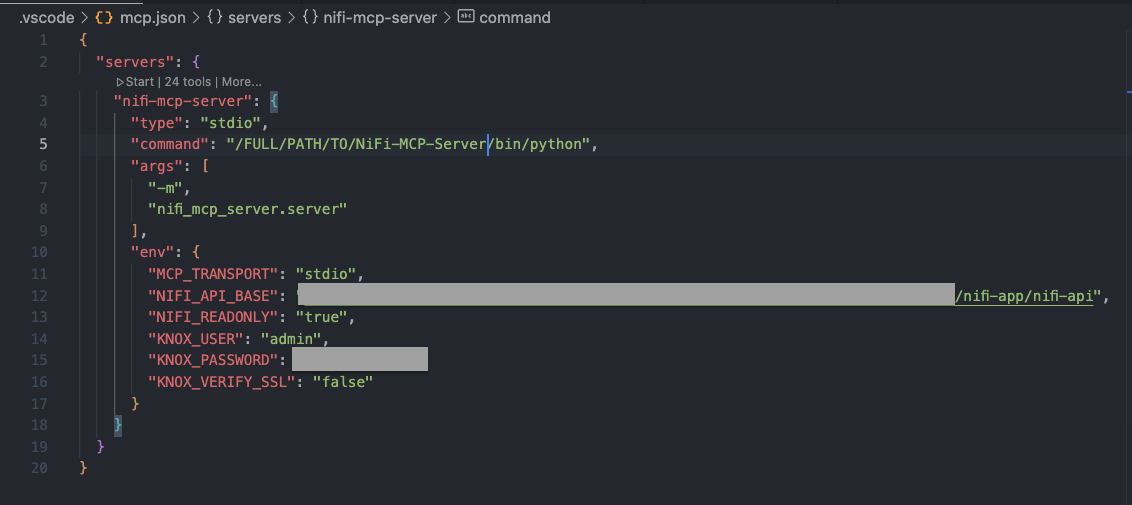 .vscode > {} mcp.json > {} servers > {} nifi-mcp-server > abc command
1 {
2 "servers": {
▷Start | 24 tools | More...
3 "nifi-mcp-server": {
4 "type": "stdio",
5 "command": "/FULL/PATH/TO/NiFi-MCP-Server/bin/python",
6 "args": [
7 "-m",
8 "nifi_mcp_server.server"
9 ],
10 "env": {
11 "MCP_TRANSPORT": "stdio",
12 "NIFI_API_BASE": "/nifi-app/nifi-api",
13 "NIFI_READONLY": "true",
14 "KNOX_USER": "admin",
15 "KNOX_PASSWORD":
16 "KNOX_VERIFY_SSL": "false"
17 }
18 }
19 }
20 }